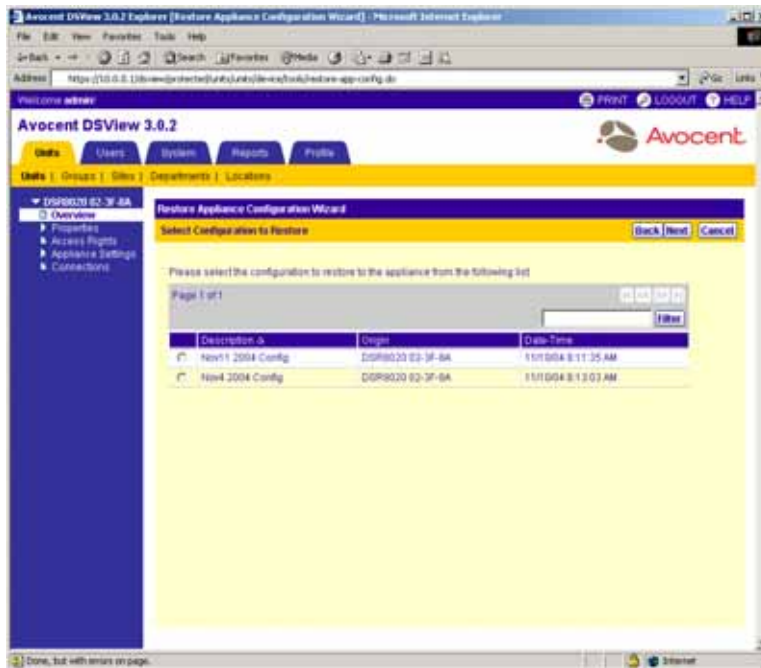 Avocent DSView 3.0.2 Explorer [Restore Appliance Configuration Wizard] - Microsoft Internet Explorer
File Edit View Favorites Tools Help
Back Search Favorites Media
Address Go Links
Welcome admin PRINT LOGOUT HELP
Avocent DSView 3.0.2
Avocent
Units Users System Reports Profile
Units | Groups | Sites | Departments | Locations
DSR8020 02-3F-8A
Overview
Properties
Access Rights
Appliance Settings
Connections
Restore Appliance Configuration Wizard
Select Configuration to Restore Back Next Cancel
Please select the configuration to restore to the appliance from the following list
Page 1 of 1
Filter
Description Origin Date-Time
Nov11 2004 Config DSR8020 02-3F-8A 11/10/04 8:11:35 AM
Nov4 2004 Config DSR8020 02-3F-8A 11/10/04 8:13:03 AM
Done, but with errors on page. Internet